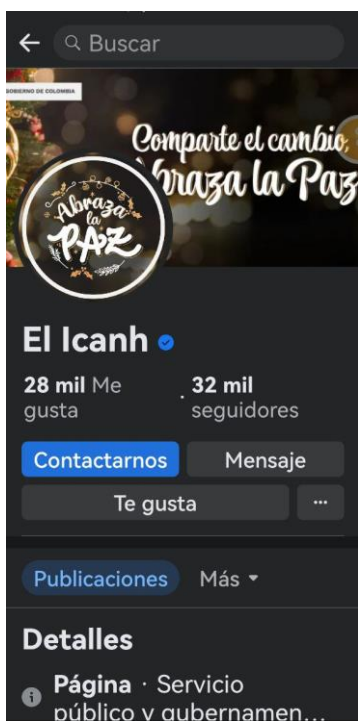 Buscar
GOBIERNO DE COLOMBIA
Comparte el cambio,
Abraza la Paz
Abraza
la
PAZ
El Icanh
28 mil Me
gusta
· 32 mil
seguidores
Contactarnos
Mensaje
Te gusta
...
Publicaciones
Más
Detalles
Página · Servicio
público y gubernamen...